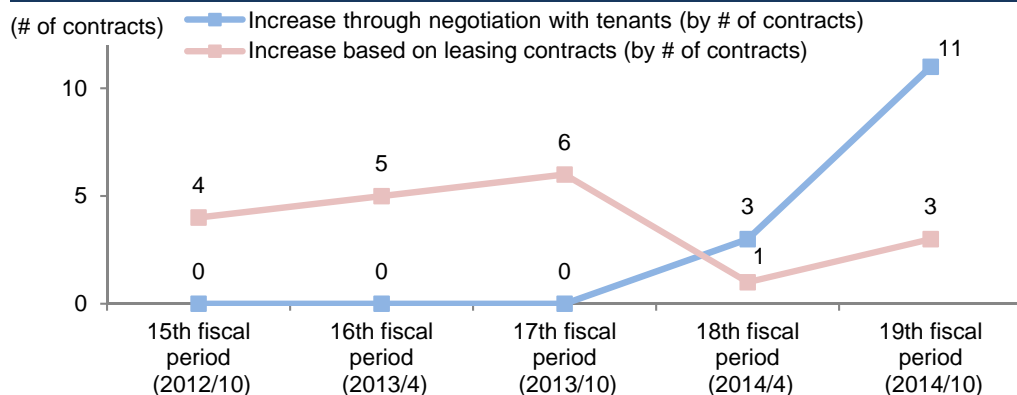 (# of contracts)
Increase through negotiation with tenants (by # of contracts)
Increase based on leasing contracts (by # of contracts)
10
5
0
4
5
6
1
3
0
0
0
3
11
15th fiscal
period
(2012/10)
16th fiscal
period
(2013/4)
17th fiscal
period
(2013/10)
18th fiscal
period
(2014/4)
19th fiscal
period
(2014/10)